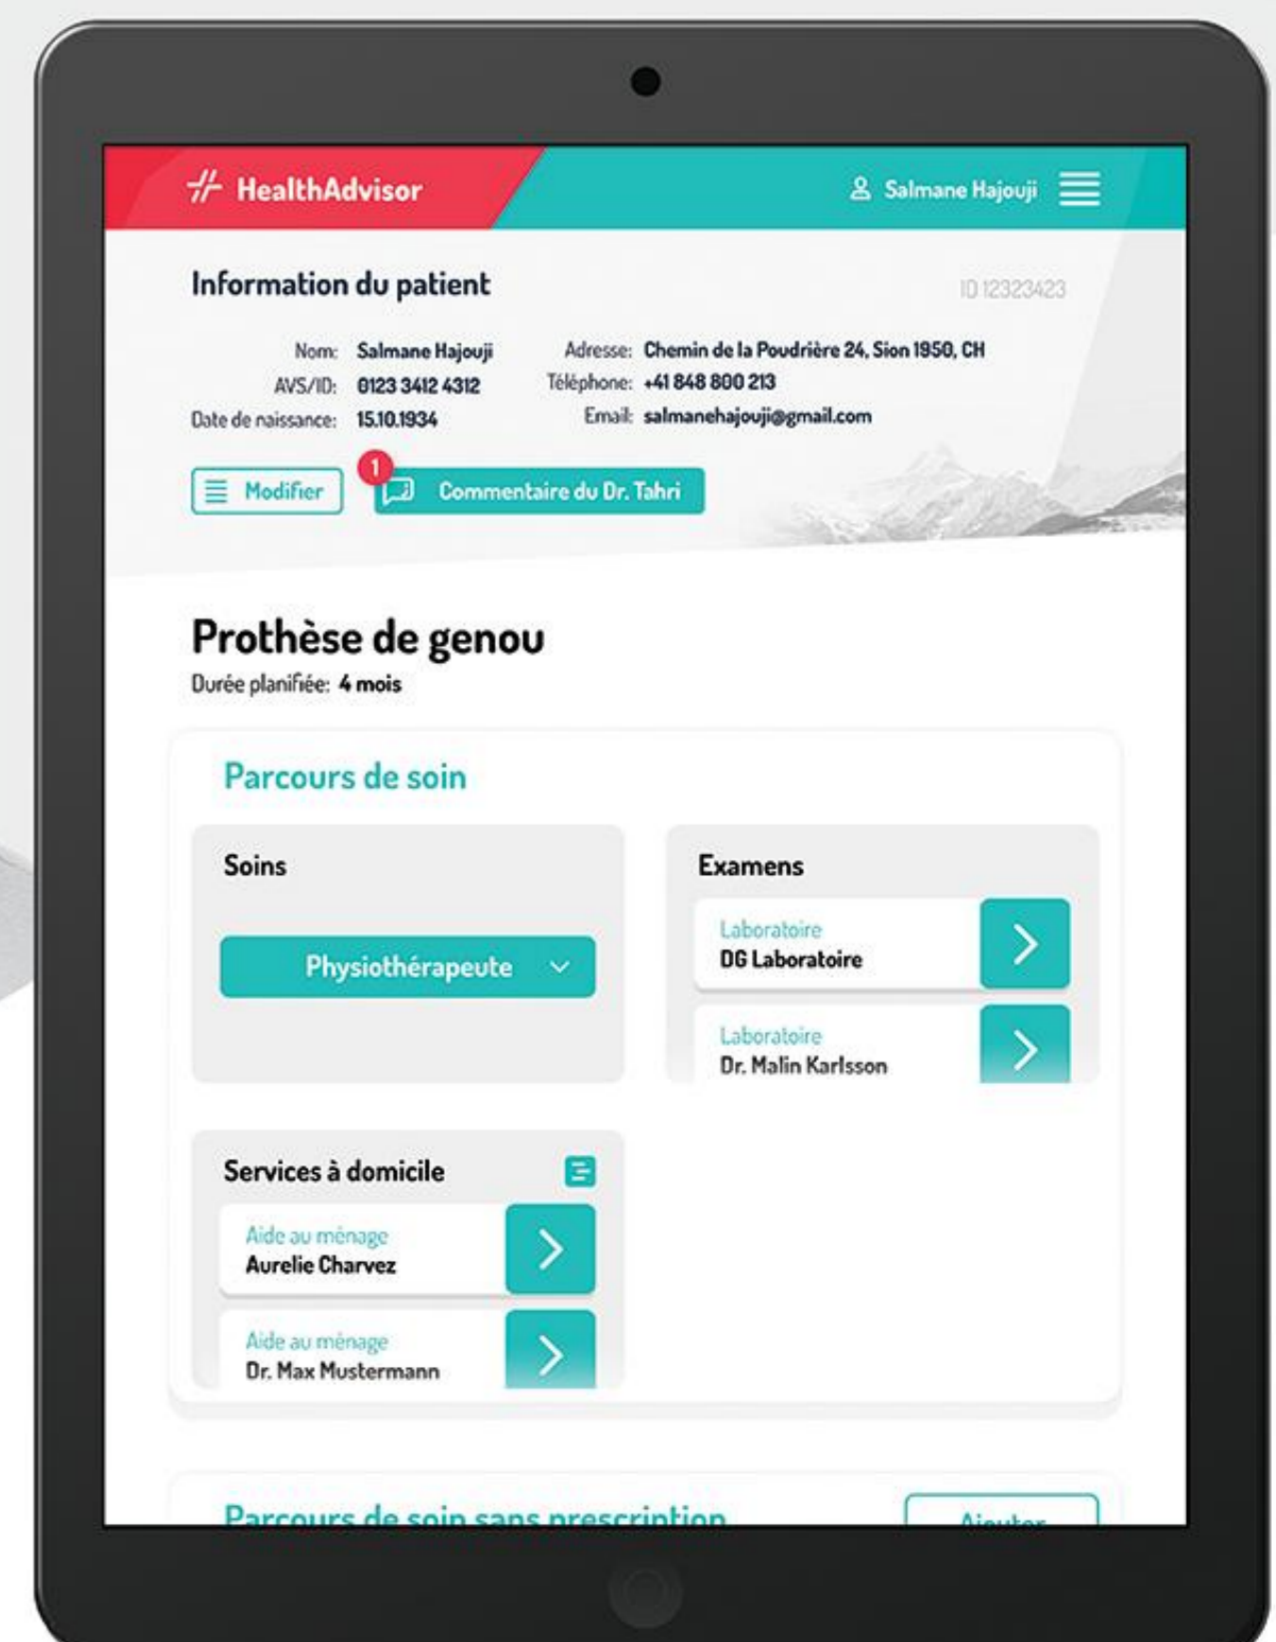 HealthAdvisor
Salmane Hajouji
Information du patient
ID 12323423
Nom: Salmane Hajouji
AVS/ID: 0123 3412 4312
Date de naissance: 15.10.1934
Adresse: Chemin de la Poudrière 24, Sion 1950, CH
Téléphone: +41 848 800 213
Email: salmanehajouji@gmail.com
Modifier
1
Commentaire du Dr. Tahri
Prothèse de genou
Durée planifiée: 4 mois
Parcours de soin
Soins
Physiothérapeute
Examens
Laboratoire
DG Laboratoire
Laboratoire
Dr. Malin Karlsson
Services à domicile
Aide au ménage
Aurelie Charvez
Aide au ménage
Dr. Max Mustermann
Parcours de soin sans prescription
Ajouter